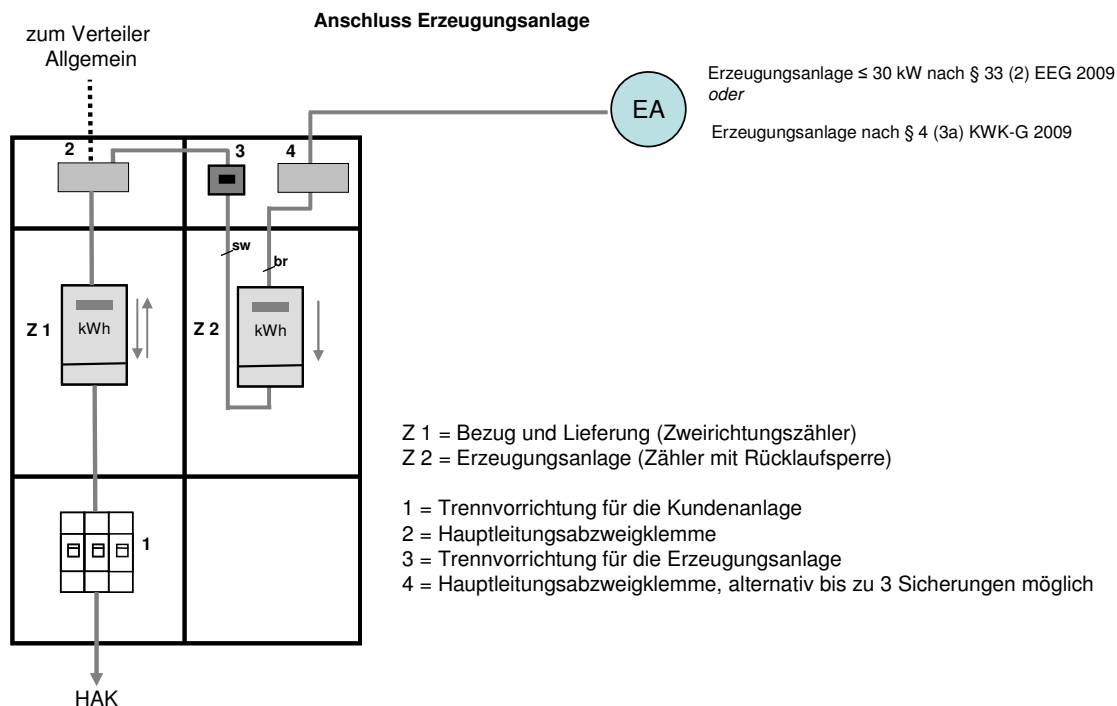 Anschluss Erzeugungsanlage
zum Verteiler
Allgemein
EA
Erzeugungsanlage ≤ 30 kW nach § 33 (2) EEG 2009
oder
Erzeugungsanlage nach § 4 (3a) KWK-G 2009
2
3
4
sw
br
Z 1
kWh
Z 2
kWh
Z 1 = Bezug und Lieferung (Zweirichtungszähler)
Z 2 = Erzeugungsanlage (Zähler mit Rücklaufsperre)
1 = Trennvorrichtung für die Kundenanlage
2 = Hauptleitungsabzweigklemme
3 = Trennvorrichtung für die Erzeugungsanlage
4 = Hauptleitungsabzweigklemme, alternativ bis zu 3 Sicherungen möglich
1
HAK